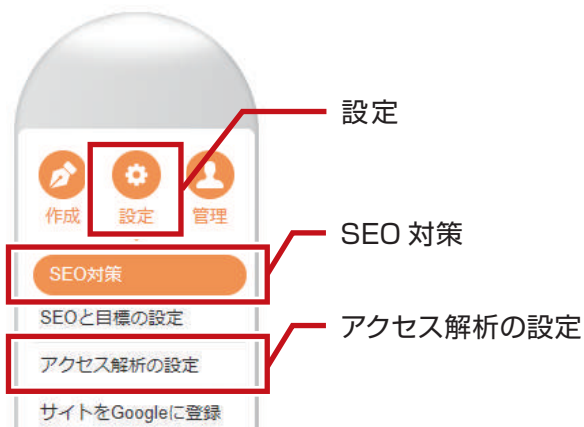 設定
作成 設定 管理
SEO 対策
SEO対策
SEOと目標の設定
アクセス解析の設定
アクセス解析の設定
サイトをGoogleに登録